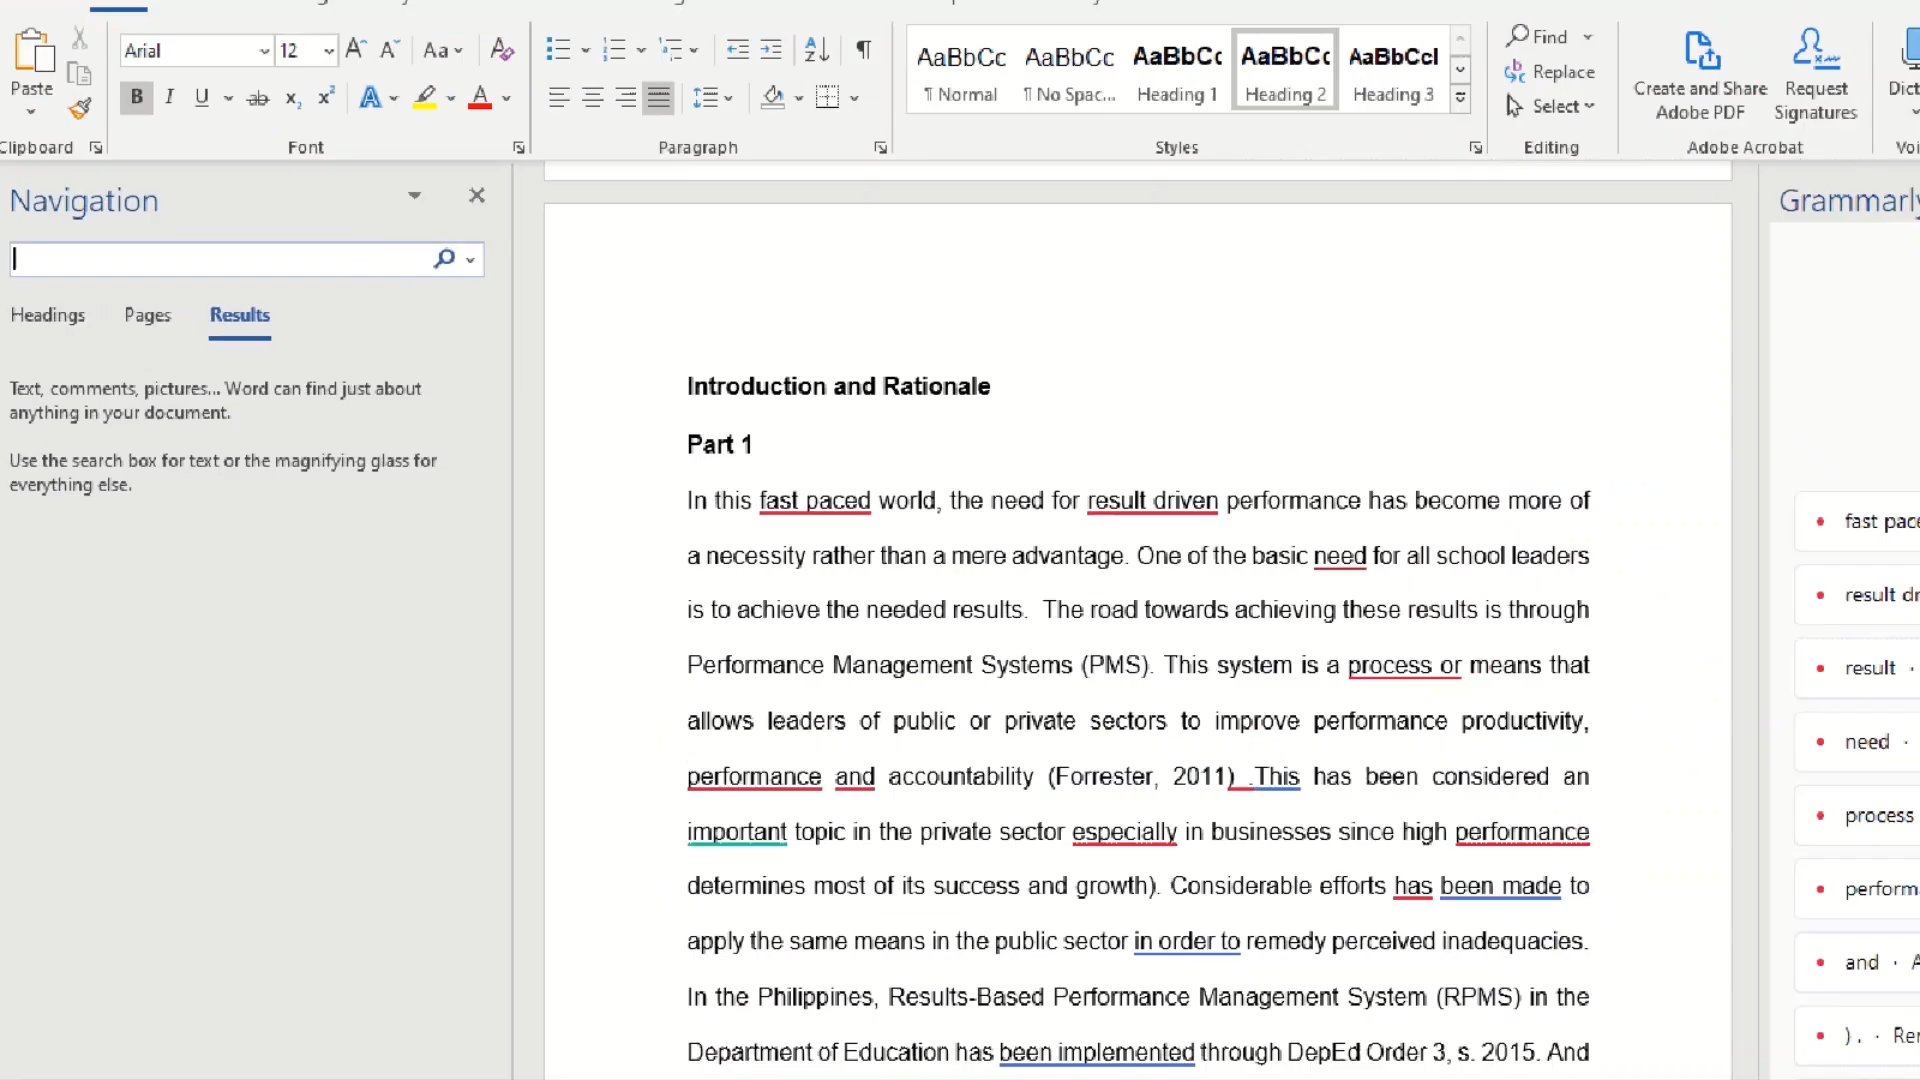 Arial
12
Aa
Paste
B I U ab x₂ x² A A
AaBbCc AaBbCc AaBbCc AaBbCc AaBbCcl
¶ Normal ¶ No Spac... Heading 1 Heading 2 Heading 3
Find
Replace
Select
Create and Share
Adobe PDF
Request
Signatures
Dict
Clipboard
Font
Paragraph
Styles
Editing
Adobe Acrobat
Voi
Navigation
Headings Pages Results
Text, comments, pictures... Word can find just about
anything in your document.
Use the search box for text or the magnifying glass for
everything else.
Introduction and Rationale
Part 1
In this fast paced world, the need for result driven performance has become more of
a necessity rather than a mere advantage. One of the basic need for all school leaders
is to achieve the needed results.  The road towards achieving these results is through
Performance Management Systems (PMS). This system is a process or means that
allows leaders of public or private sectors to improve performance productivity,
performance and accountability (Forrester, 2011) .This has been considered an
important topic in the private sector especially in businesses since high performance
determines most of its success and growth). Considerable efforts has been made to
apply the same means in the public sector in order to remedy perceived inadequacies.
In the Philippines, Results-Based Performance Management System (RPMS) in the
Department of Education has been implemented through DepEd Order 3, s. 2015. And
Grammarly
fast pace
result dr
result ·
need ·
process
performa
and · A
). · Rer